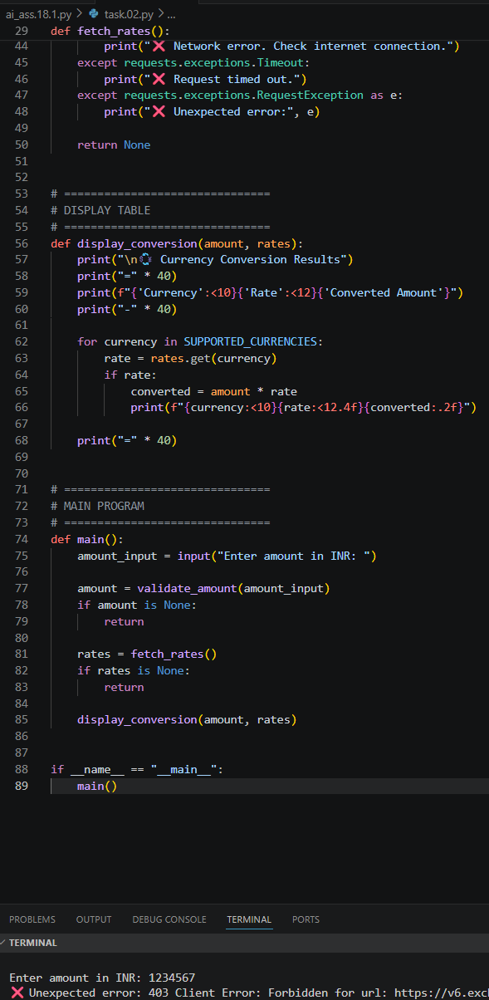 ai_ass.18.1.py > task.02.py > ...
29 def fetch_rates():
44 print("❌ Network error. Check internet connection.")
45 except requests.exceptions.Timeout:
46 print("❌ Request timed out.")
47 except requests.exceptions.RequestException as e:
48 print("❌ Unexpected error:", e)
49
50 return None
51
52
53 # ===============================
54 # DISPLAY TABLE
55 # ===============================
56 def display_conversion(amount, rates):
57 print("\n💱 Currency Conversion Results")
58 print("=" * 40)
59 print(f"{'Currency':<10}{'Rate':<12}{'Converted Amount'}")
60 print("-" * 40)
61
62 for currency in SUPPORTED_CURRENCIES:
63 rate = rates.get(currency)
64 if rate:
65 converted = amount * rate
66 print(f"{currency:<10}{rate:<12.4f}{converted:.2f}")
67
68 print("=" * 40)
69
70
71 # ===============================
72 # MAIN PROGRAM
73 # ===============================
74 def main():
75 amount_input = input("Enter amount in INR: ")
76
77 amount = validate_amount(amount_input)
78 if amount is None:
79 return
80
81 rates = fetch_rates()
82 if rates is None:
83 return
84
85 display_conversion(amount, rates)
86
87
88 if __name__ == "__main__":
89 main()
PROBLEMS OUTPUT DEBUG CONSOLE TERMINAL PORTS
TERMINAL
Enter amount in INR: 1234567
❌ Unexpected error: 403 Client Error: Forbidden for url: https://v6.excl